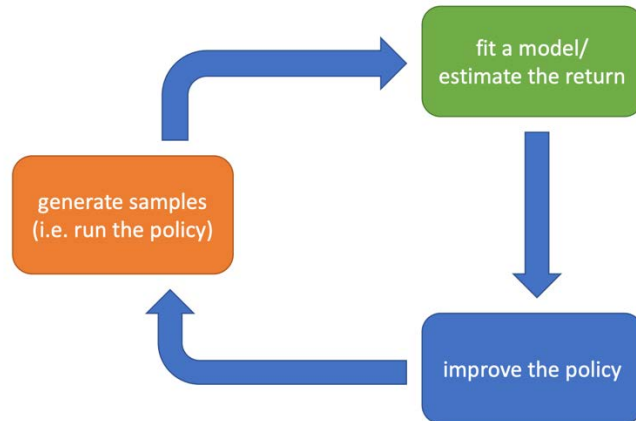 fit a model/
estimate the return
generate samples
(i.e. run the policy)
improve the policy